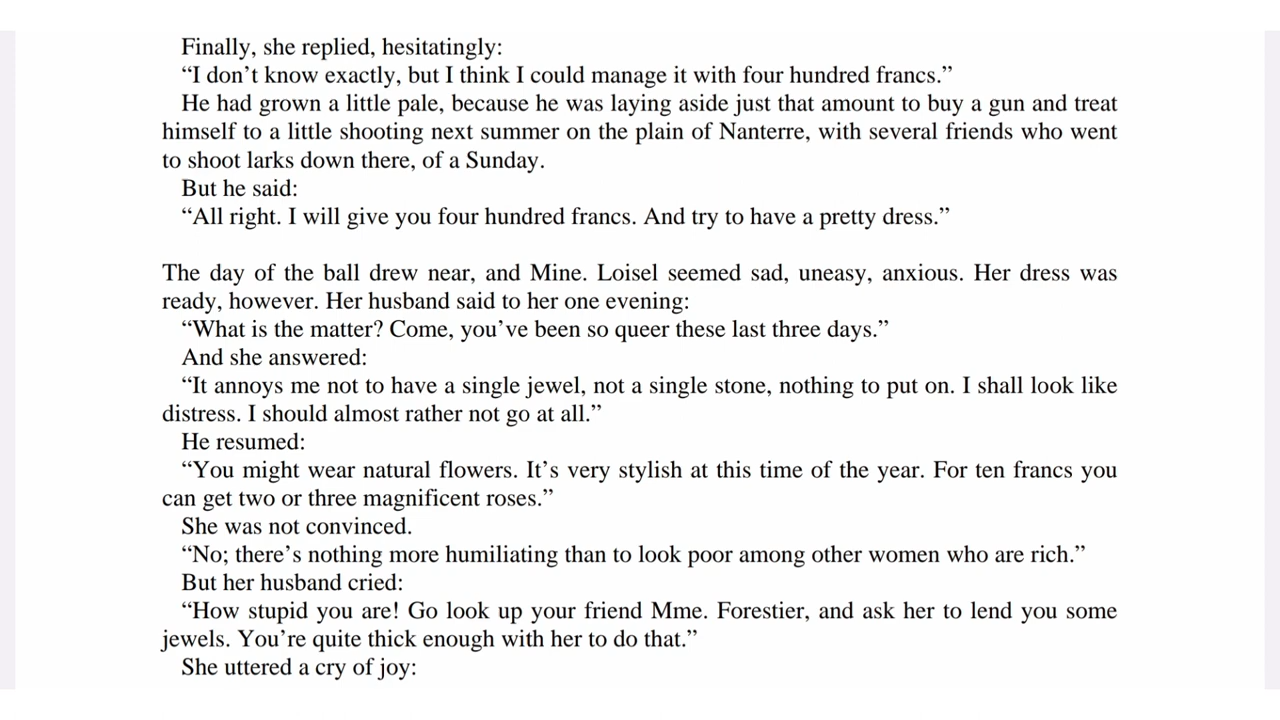 Finally, she replied, hesitatingly:
“I don’t know exactly, but I think I could manage it with four hundred francs.”
He had grown a little pale, because he was laying aside just that amount to buy a gun and treat
himself to a little shooting next summer on the plain of Nanterre, with several friends who went
to shoot larks down there, of a Sunday.
But he said:
“All right. I will give you four hundred francs. And try to have a pretty dress.”
The day of the ball drew near, and Mine. Loisel seemed sad, uneasy, anxious. Her dress was
ready, however. Her husband said to her one evening:
“What is the matter? Come, you’ve been so queer these last three days.”
And she answered:
“It annoys me not to have a single jewel, not a single stone, nothing to put on. I shall look like
distress. I should almost rather not go at all.”
He resumed:
“You might wear natural flowers. It’s very stylish at this time of the year. For ten francs you
can get two or three magnificent roses.”
She was not convinced.
“No; there’s nothing more humiliating than to look poor among other women who are rich.”
But her husband cried:
“How stupid you are! Go look up your friend Mme. Forestier, and ask her to lend you some
jewels. You’re quite thick enough with her to do that.”
She uttered a cry of joy: